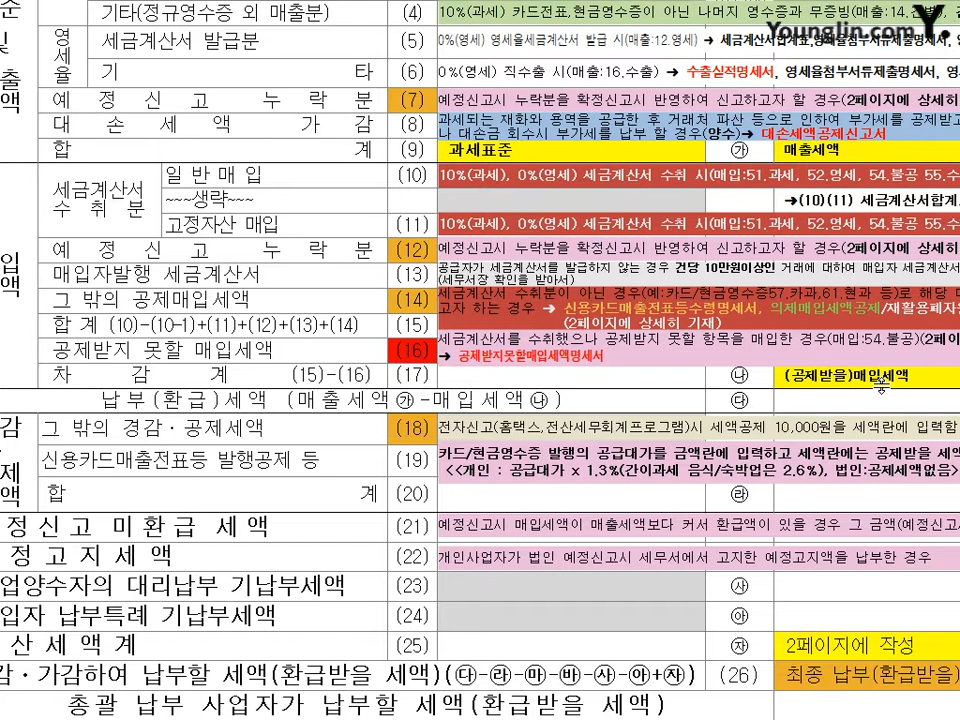 준 기타(정규영수증 외 매출분) (4) 10%(과세) 카드전표,현금영수증이 아닌 나머지 영수증과 무증빙(매출:14.
Younglin.com Y.
및 영세율 세금계산서 발급분 (5) 0%(영세) 영세율세금계산서 발급 시(매출:12.영세) ➜ 세금계산서합계표,영세율첨부서류제출명세서,
출액 기 타 (6) 0%(영세) 직수출 시(매출:16.수출) ➜ 수출실적명세서, 영세율첨부서류제출명세서,
예 정 신 고 누 락 분 (7) 예정신고시 누락분을 확정신고시 반영하여 신고하고자 할 경우(2페이지에 상세히
대 손 세 액 가 감 (8) 과세되는 재화와 용역을 공급한 후 거래처 파산 등으로 인하여 부가세를 공제받고
나 대손금 회수시 부가세를 납부 할 경우(양수)➜ 대손세액공제신고서
합 계 (9) 과세표준 ㉮ 매출세액
세금계산서 수 취 분 일 반 매 입 (10) 10%(과세), 0%(영세) 세금계산서 수취 시(매입:51.과세, 52.영세, 54.불공 55.수
~~~생략~~~ ➜(10)(11) 세금계산서합계
고정자산 매입 (11) 10%(과세), 0%(영세) 세금계산서 수취 시(매입:51.과세, 52.영세, 54.불공 55.수
입액 예 정 신 고 누 락 분 (12) 예정신고시 누락분을 확정신고시 반영하여 신고하고자 할 경우(2페이지에 상세히
매입자발행 세금계산서 (13) 공급자가 세금계산서를 발급하지 않는 경우 건당 10만원이상인 거래에 대하여 매입자 세금계산서
(세무서장 확인을 받아서)
그 밖의 공제매입세액 (14) 세금계산서 수취분이 아닌 경우(예:카드/현금영수증57.카과,61.현과 등)로 해당 매
고자 하는 경우 ➜ 신용카드매출전표등수령명세서, 의제매입세액공제/재활용폐자원
(2페이지에 상세히 기재)
합 계 (10)-(10-1)+(11)+(12)+(13)+(14) (15)
공제받지 못할 매입세액 (16) 세금계산서를 수취했으나 공제받지 못할 항목을 매입한 경우(매입:54.불공)(2페이
➜ 공제받지못할매입세액명세서
차 감 계 (15)-(16) (17) ㉯ (공제받을)매입세액
납 부 ( 환 급 ) 세 액 ( 매 출 세 액 ㉮ - 매 입 세 액 ㉯ ) ㉰
감 그 밖의 경감·공제세액 (18) 전자신고(홈택스,전산세무회계프로그램)시 세액공제 10,000원을 세액란에 입력함
제액 신용카드매출전표등 발행공제 등 (19) 카드/현금영수증 발행의 공급대가를 금액란에 입력하고 세액란에는 공제받을 세액
<<개인 : 공급대가 x 1.3%(간이과세 음식/숙박업은 2.6%), 법인:공제세액없음>
합 계 (20) ㉱
정 신 고 미 환 급 세 액 (21) 예정신고시 매입세액이 매출세액보다 커서 환급액이 있을 경우 그 금액(예정신고
정 고 지 세 액 (22) 개인사업자가 법인 예정신고시 세무서에서 고지한 예정고지액을 납부한 경우
업양수자의 대리납부 기납부세액 (23) ㉴
입자 납부특례 기납부세액 (24) ㉵
산 세 액 계 (25) ㉶ 2페이지에 작성
감·가감하여 납부할 세액(환급받을 세액)(㉰-㉱-㉲-㉳-㉴-㉵+㉶) (26) 최종 납부(환급받을)
총괄 납부 사업자가 납부할 세액(환급받을 세액)